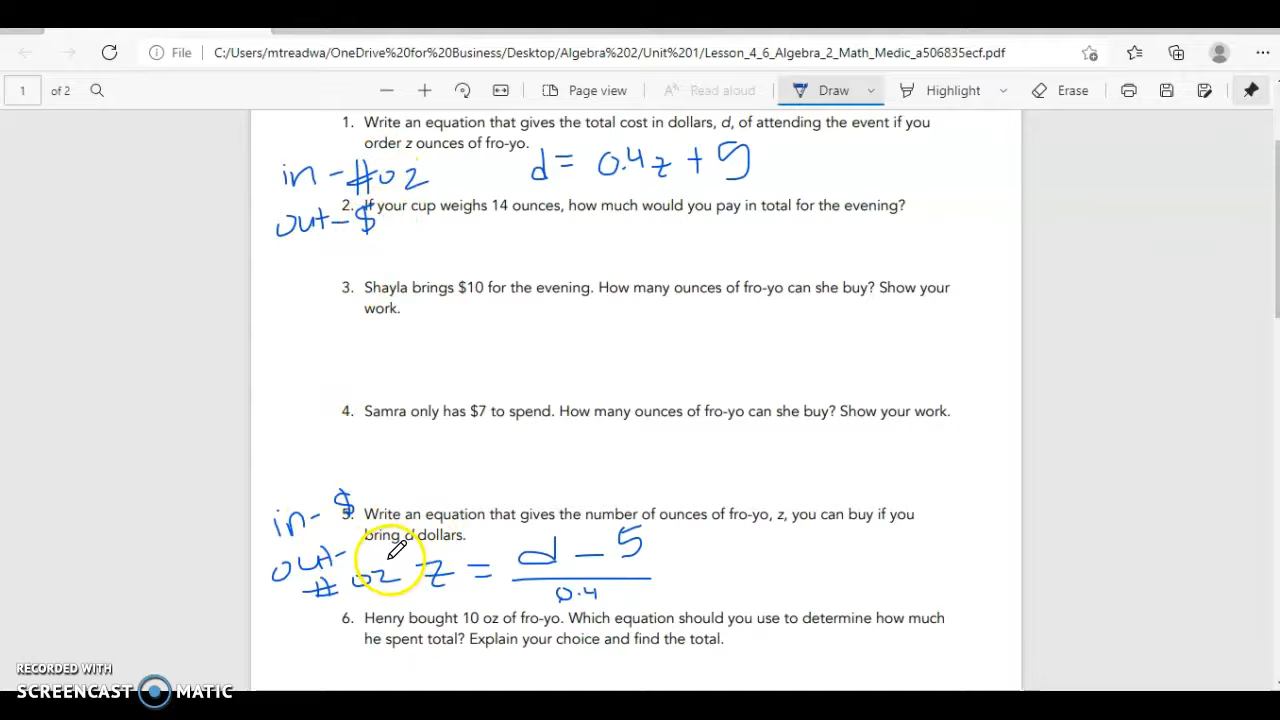 File C:/Users/mtreadwa/OneDrive%20for%20Business/Desktop/Algebra%202/Unit%201/Lesson_4_6_Algebra_2_Math_Medic_a506835ecf.pdf
1 of 2 Page view Read aloud Draw Highlight Erase
1. Write an equation that gives the total cost in dollars, d, of attending the event if you
order z ounces of fro-yo.
in-#oz d = 0.4z + 5
2. If your cup weighs 14 ounces, how much would you pay in total for the evening?
out-$
3. Shayla brings $10 for the evening. How many ounces of fro-yo can she buy? Show your
work.
4. Samra only has $7 to spend. How many ounces of fro-yo can she buy? Show your work.
in-$
5. Write an equation that gives the number of ounces of fro-yo, z, you can buy if you
bring d dollars.
out-
# oz z = d - 5
0.4
6. Henry bought 10 oz of fro-yo. Which equation should you use to determine how much
he spent total? Explain your choice and find the total.
RECORDED WITH
SCREENCAST MATIC